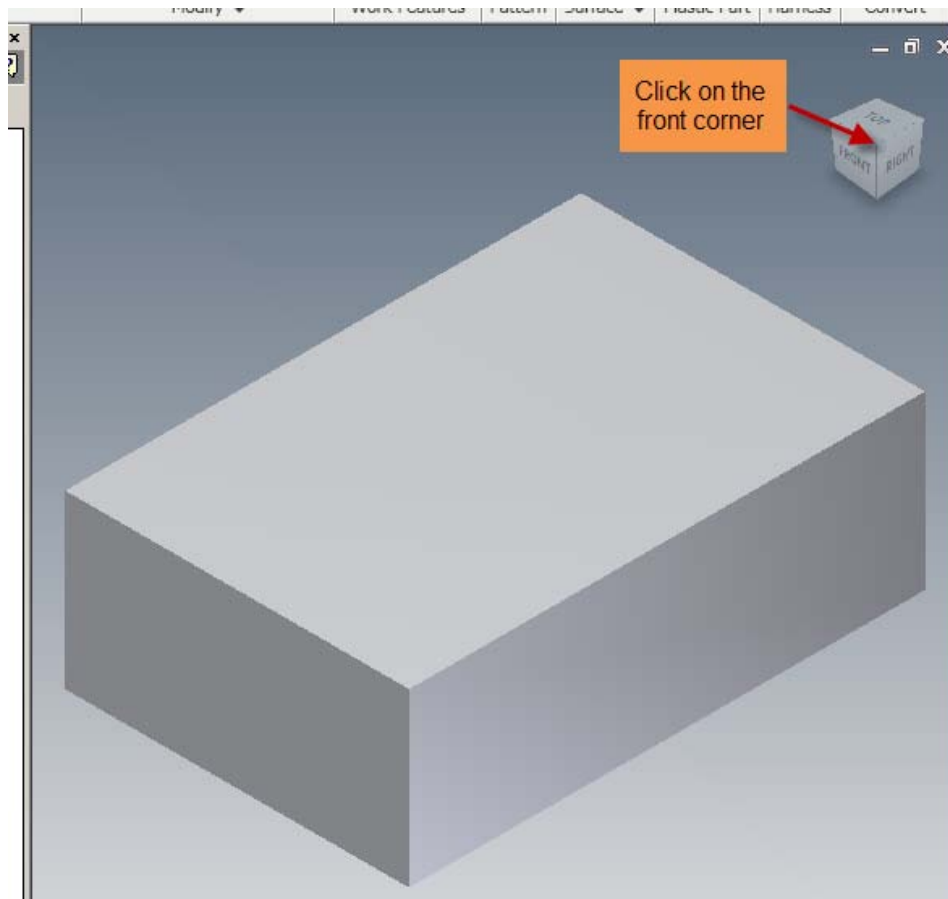 Modify Work Features Pattern Surface Plastic Part Harness Convert
Click on the
front corner
TOP
FRONT RIGHT